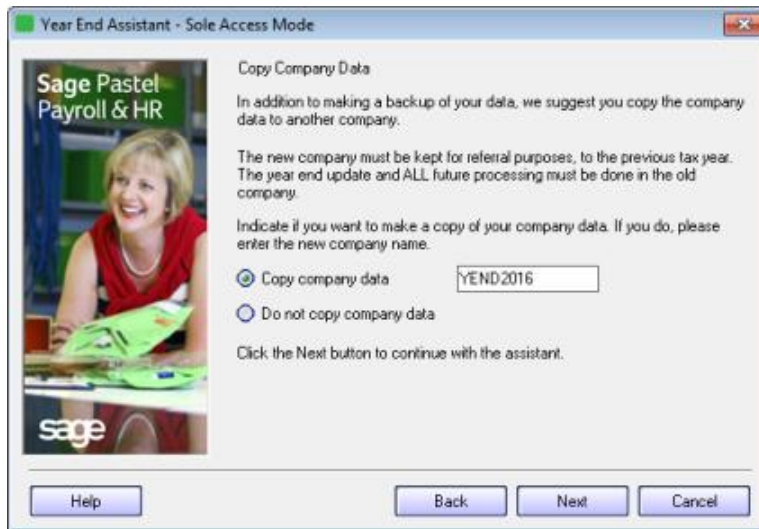 Year End Assistant - Sole Access Mode
Sage Pastel
Payroll & HR
Copy Company Data
In addition to making a backup of your data, we suggest you copy the company
data to another company.
The new company must be kept for referral purposes, to the previous tax year.
The year end update and ALL future processing must be done in the old
company.
Indicate if you want to make a copy of your company data. If you do, please
enter the new company name.
Copy company data YEND2016
Do not copy company data
Click the Next button to continue with the assistant.
sage
Help Back Next Cancel